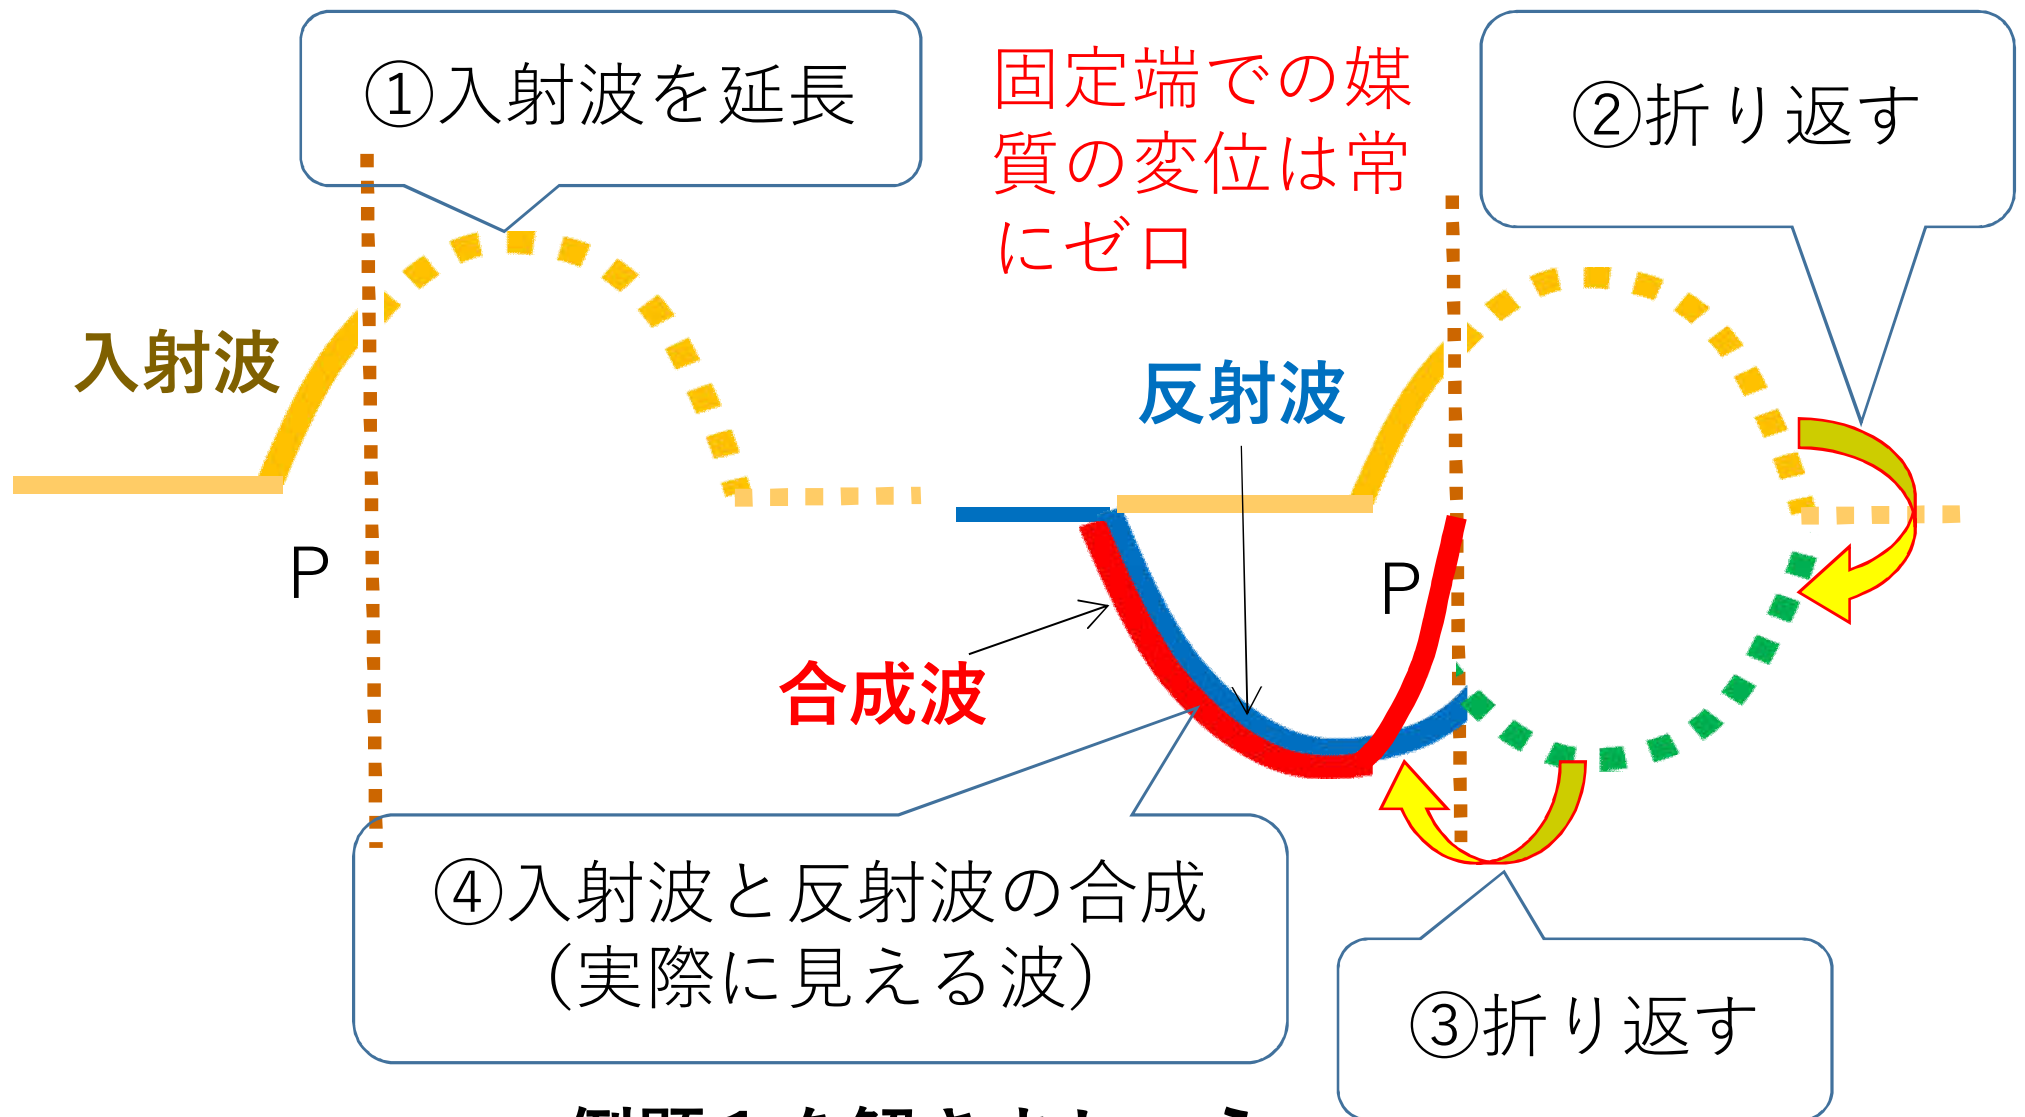 ①入射波を延長
固定端での媒
質の変位は常
にゼロ
②折り返す
入射波
反射波
P
P
合成波
④入射波と反射波の合成
（実際に見える波）
③折り返す